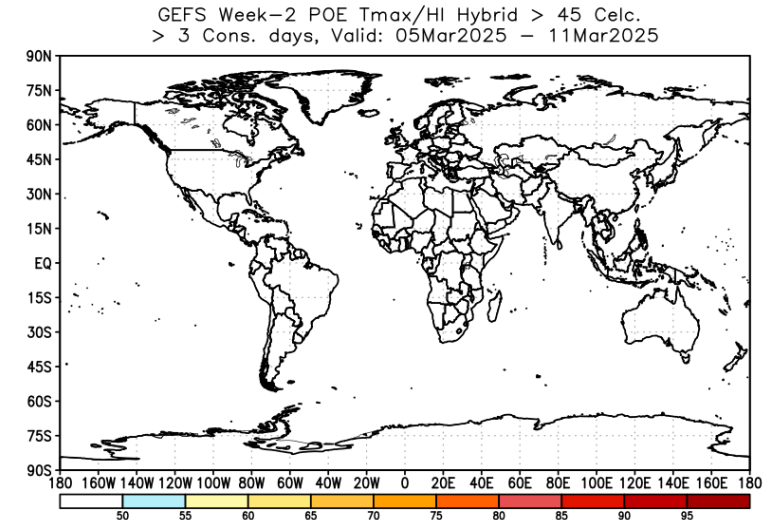 GEFS Week-2 POE Tmax/HI Hybrid > 45 Celc.
> 3 Cons. days, Valid: 05Mar2025 - 11Mar2025
90N
75N
60N
45N
30N
15N
EQ
15S
30S
45S
60S
75S
90S
180 160W 140W 120W 100W 80W 60W 40W 20W 0 20E 40E 60E 80E 100E 120E 140E 160E 180
50 55 60 65 70 75 80 85 90 95